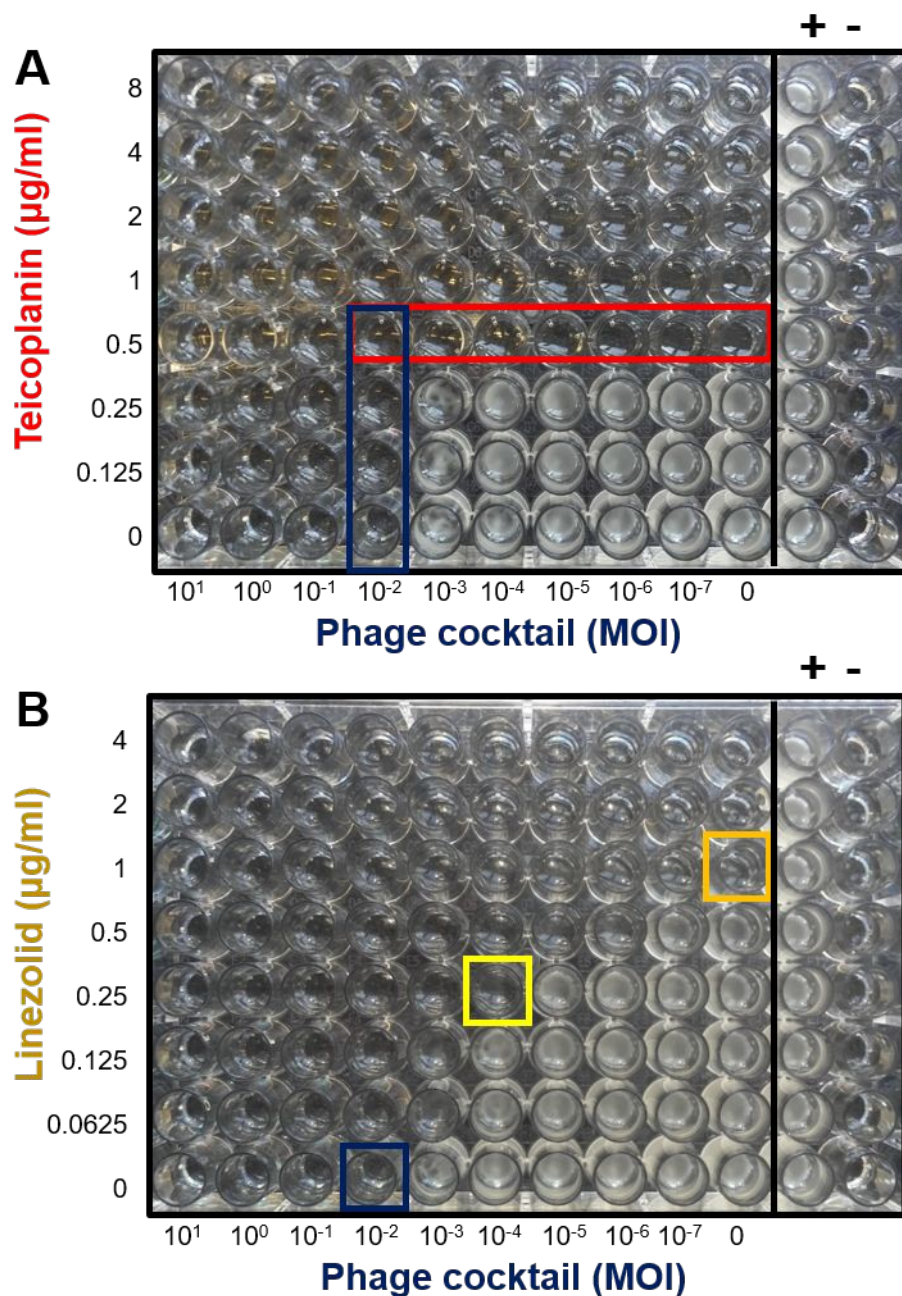 + -
A
Teicoplanin (µg/ml)
8
4
2
1
0.5
0.25
0.125
0
10¹ 10⁰ 10⁻¹ 10⁻² 10⁻³ 10⁻⁴ 10⁻⁵ 10⁻⁶ 10⁻⁷ 0
Phage cocktail (MOI)
+ -
B
Linezolid (µg/ml)
4
2
1
0.5
0.25
0.125
0.0625
0
10¹ 10⁰ 10⁻¹ 10⁻² 10⁻³ 10⁻⁴ 10⁻⁵ 10⁻⁶ 10⁻⁷ 0
Phage cocktail (MOI)